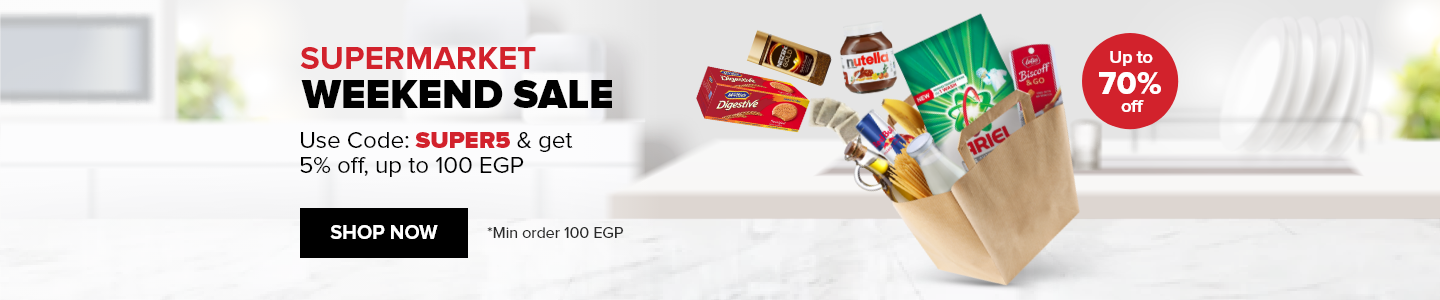 SUPERMARKET
WEEKEND SALE
Use Code: SUPER5 & get
5% off, up to 100 EGP
SHOP NOW
*Min order 100 EGP
nutella
Digestive
Digestive
NEW
Biscoff
& GO
ARIEL
Up to
70%
off